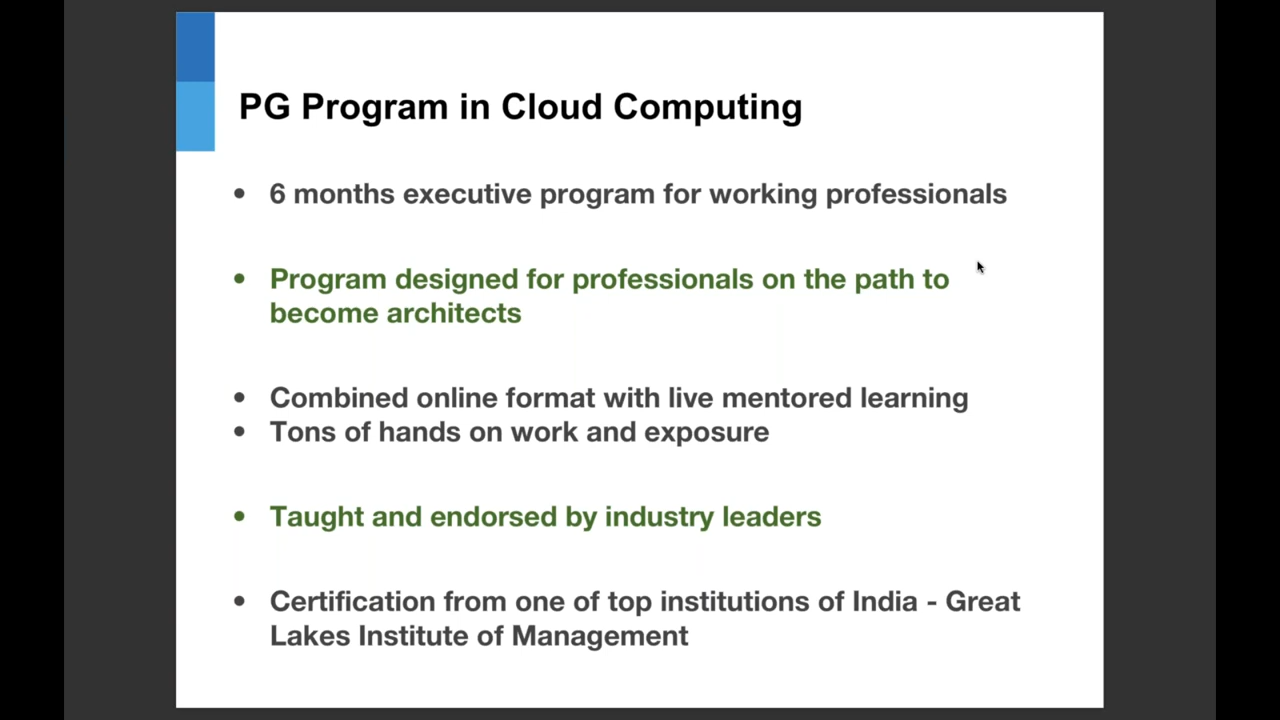 PG Program in Cloud Computing
• 6 months executive program for working professionals
• Program designed for professionals on the path to
become architects
• Combined online format with live mentored learning
• Tons of hands on work and exposure
• Taught and endorsed by industry leaders
• Certification from one of top institutions of India - Great
Lakes Institute of Management